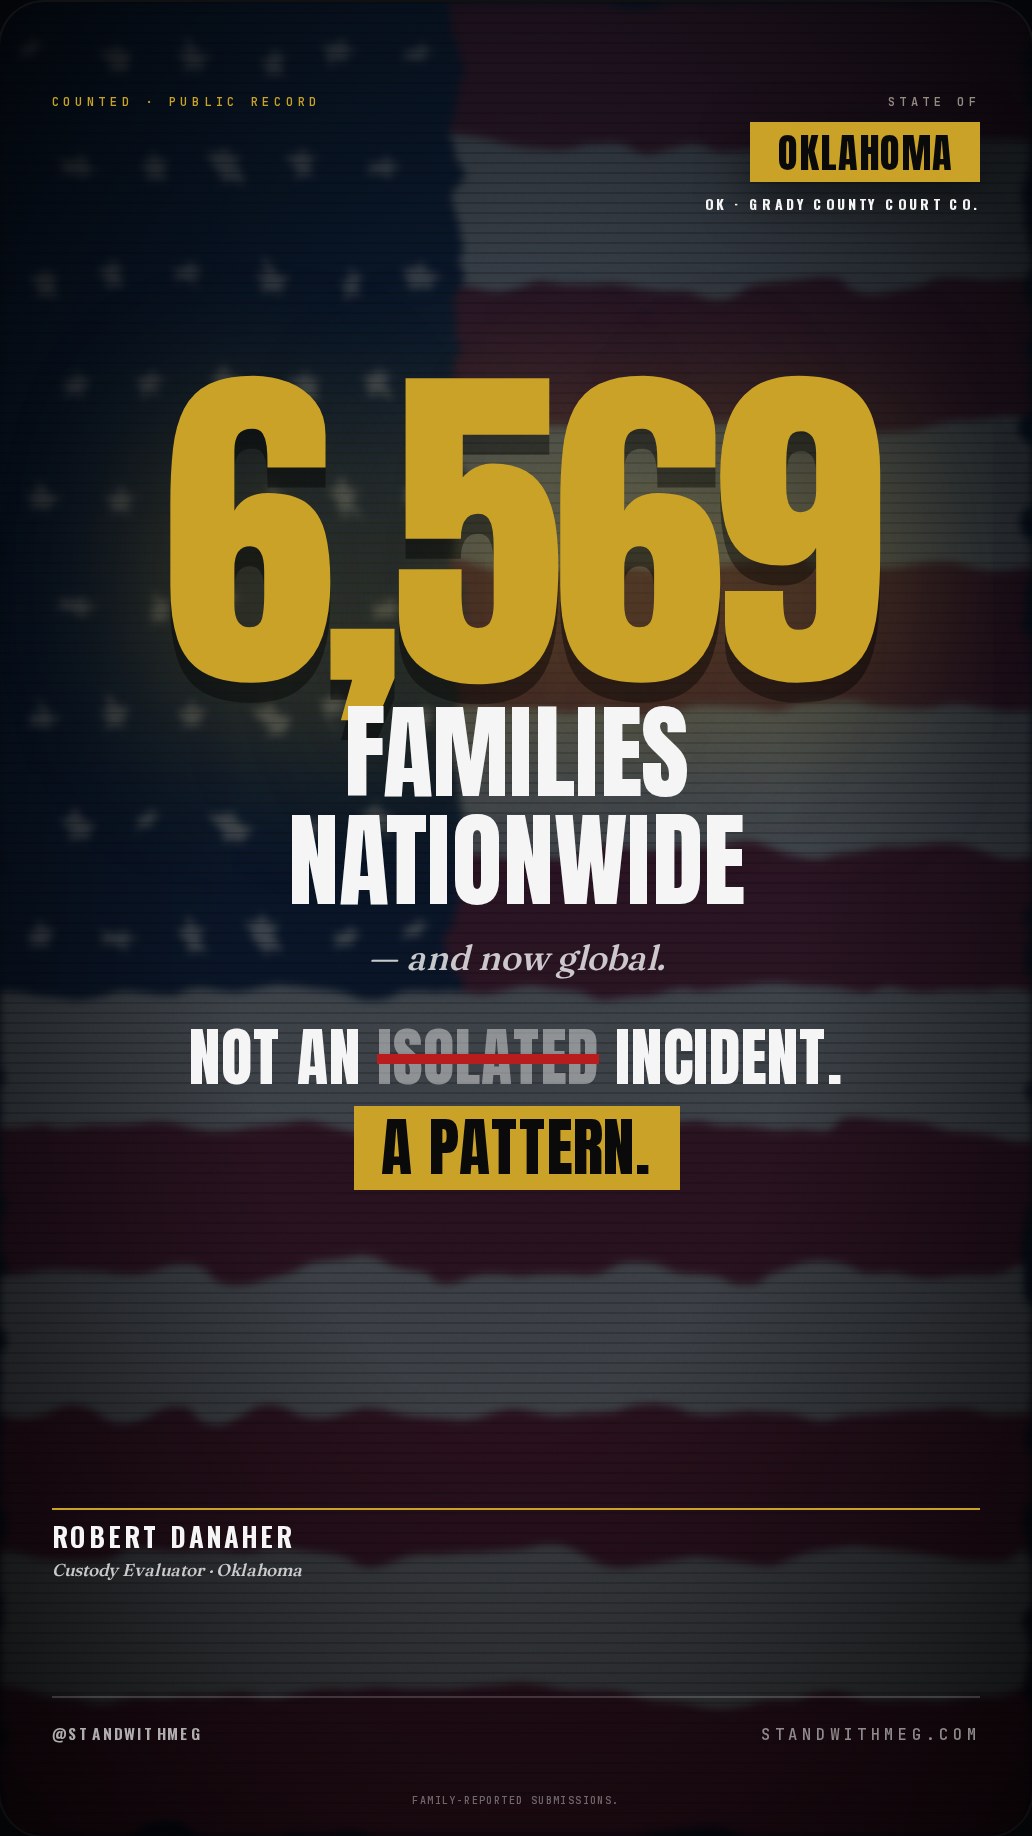 COUNTED · PUBLIC RECORD
STATE OF
OKLAHOMA
OK · GRADY COUNTY COURT CO.
6,569
FAMILIES
NATIONWIDE
— and now global.
NOT AN ISOLATED INCIDENT.
A PATTERN.
ROBERT DANAHER
Custody Evaluator · Oklahoma
@STANDWITHMEG
STANDWITHMEG.COM
FAMILY-REPORTED SUBMISSIONS.